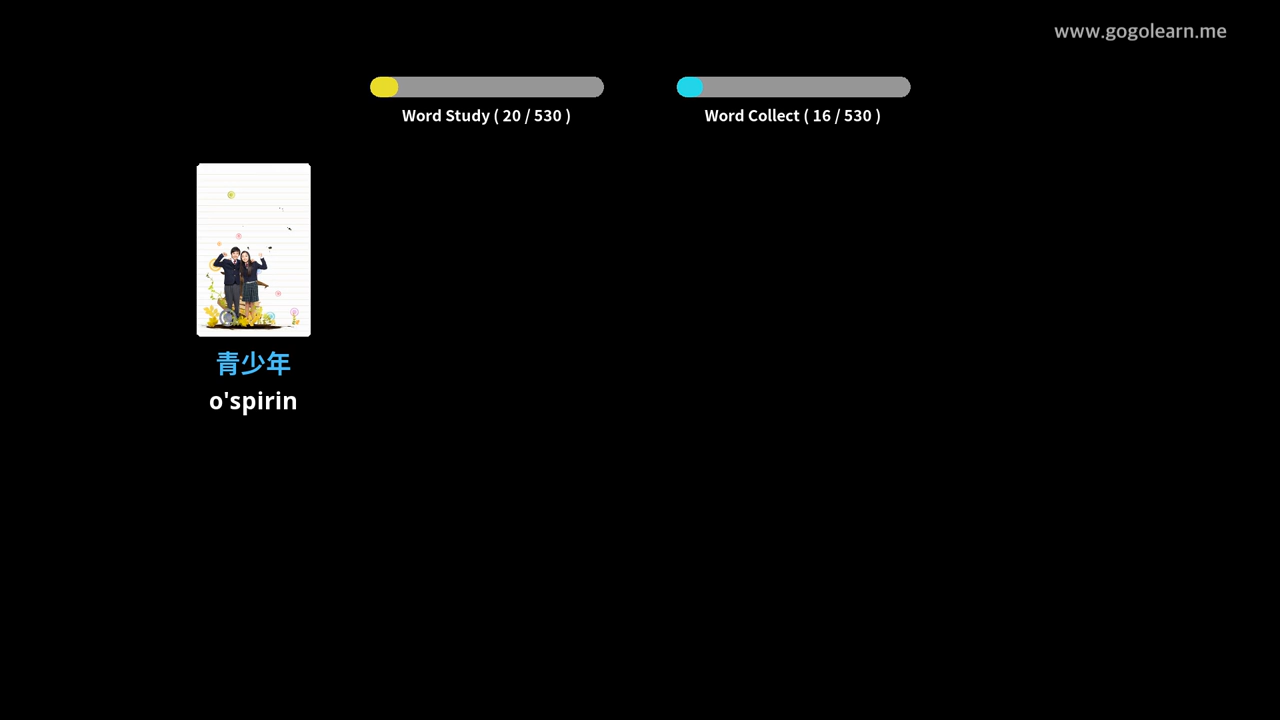 www.gogolearn.me
Word Study ( 20 / 530 )
Word Collect ( 16 / 530 )
青少年
o'spirin